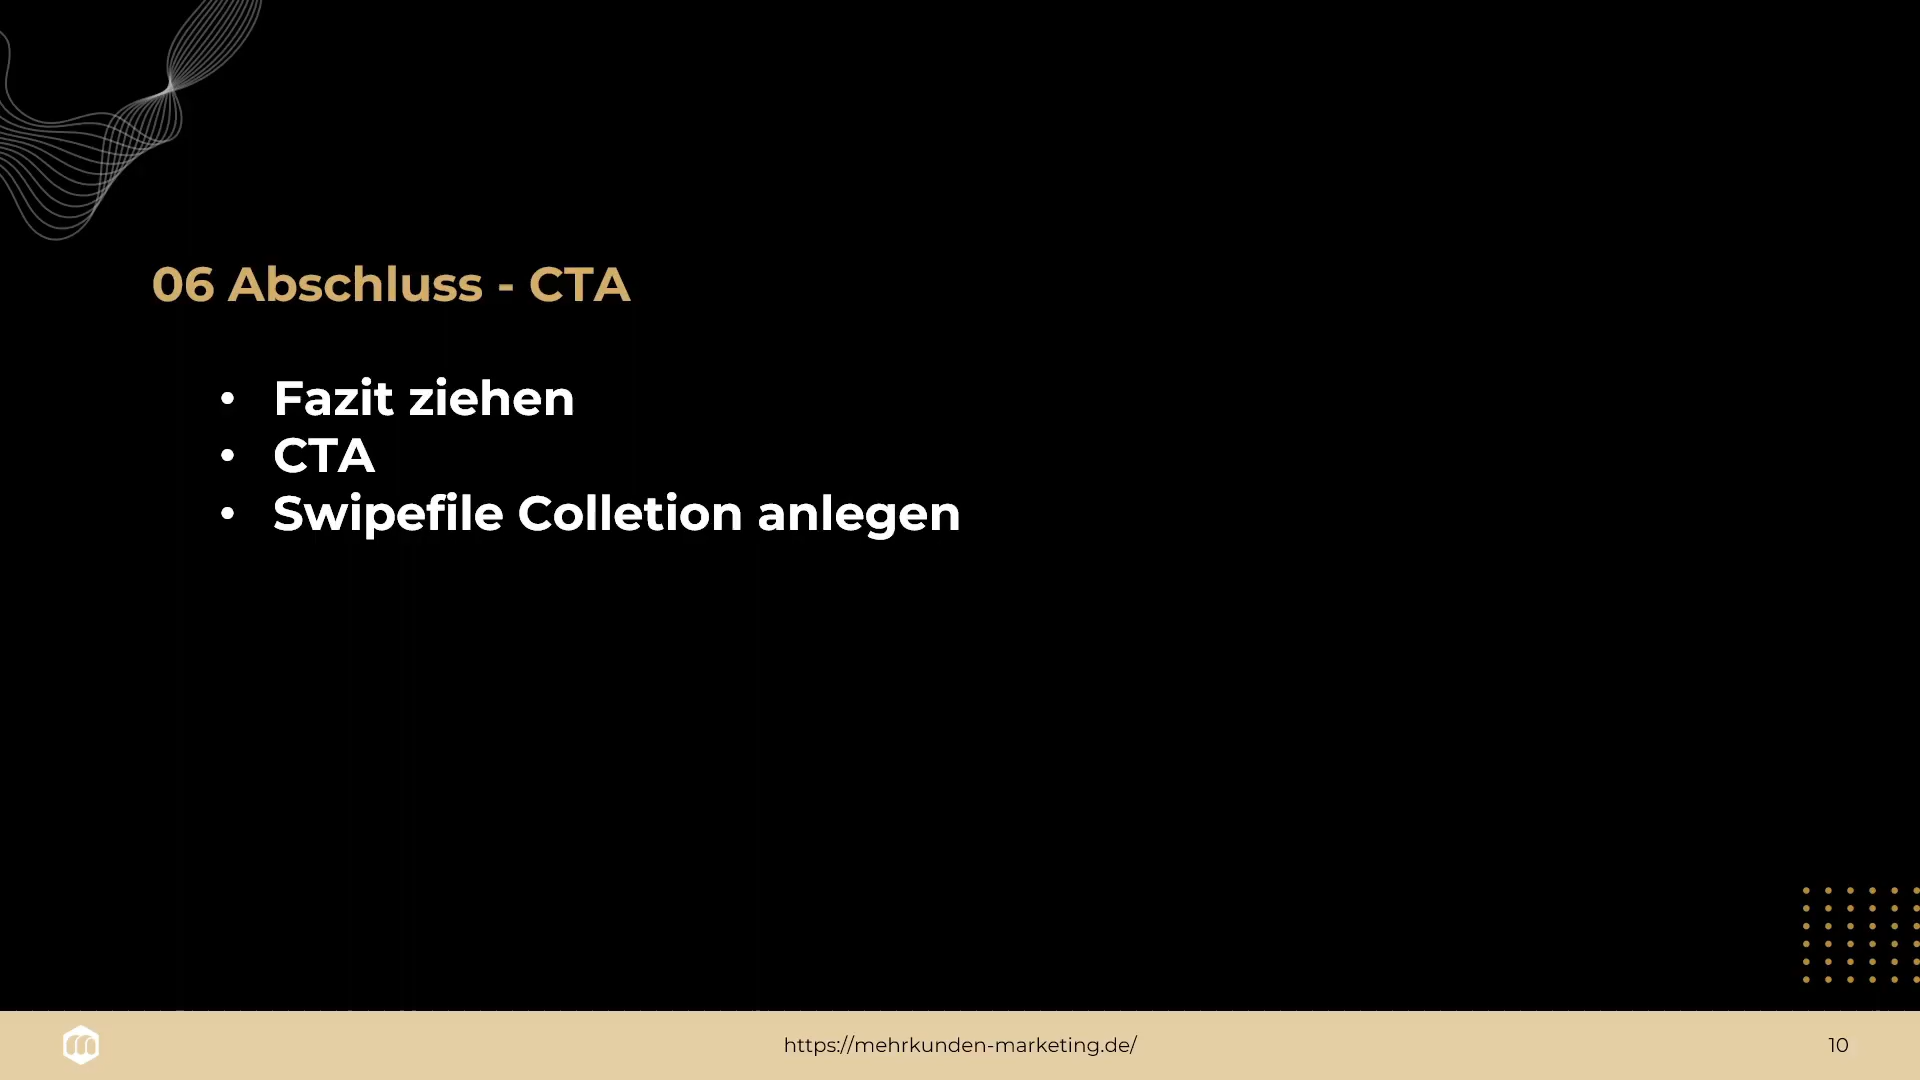 06 Abschluss - CTA
• Fazit ziehen
• CTA
• Swipefile Colletion anlegen
https://mehrkunden-marketing.de/
10